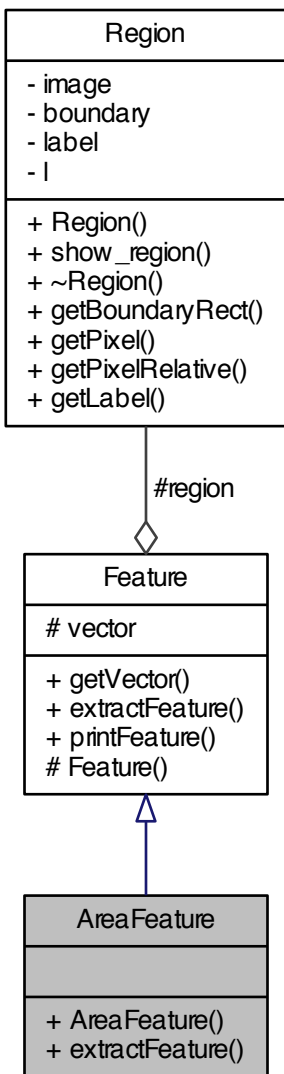 Region
- image
- boundary
- label
- l
+ Region()
+ show_region()
+ ~Region()
+ getBoundaryRect()
+ getPixel()
+ getPixelRelative()
+ getLabel()
#region
Feature
# vector
+ getVector()
+ extractFeature()
+ printFeature()
# Feature()
AreaFeature
+ AreaFeature()
+ extractFeature()